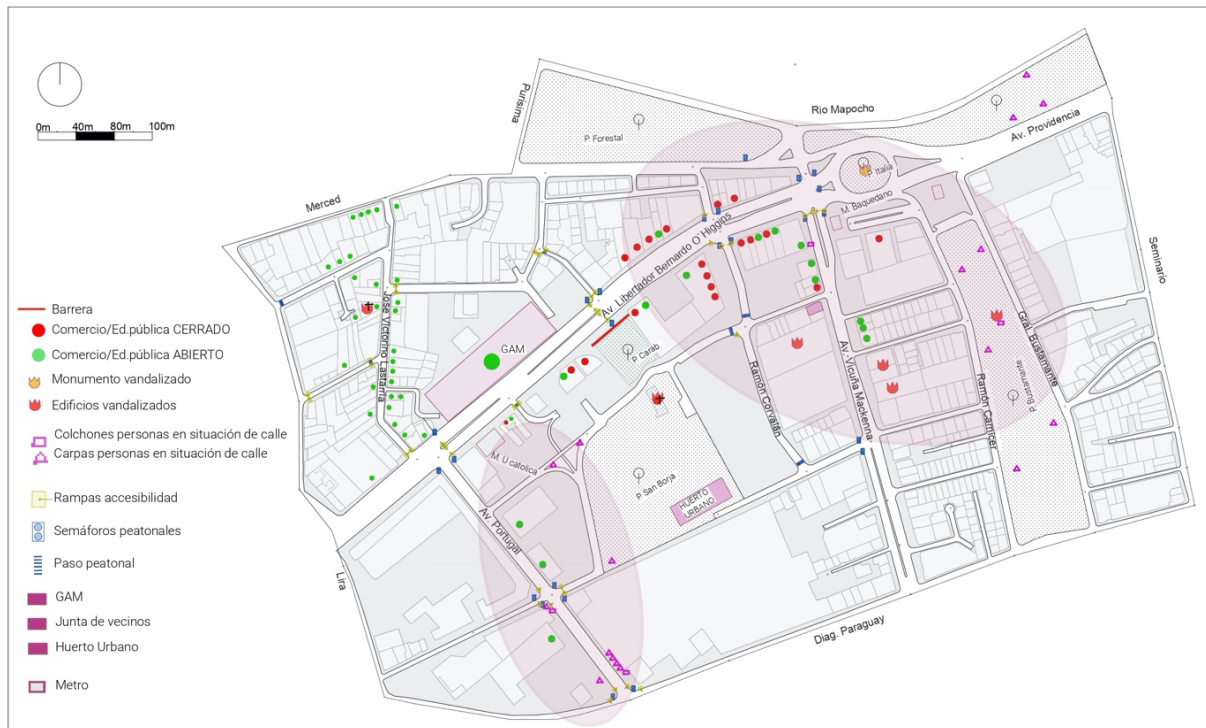 0m 40m 80m 100m
Purísima
Rio Mapocho
Av. Providencia
P. Forestal
P. Italia
M. Baquedano
Merced
Av. Libertador Bernardo O´Higgins
Seminario
Jose Victorino Lastarria
GAM
P. Carab.
Gral. Bustamante
P. Bustamante
Ramón Corvalán
Av. Vicuña Mackenna
Ramón Carnicer
M. U catolica
P. San Borja
HUERTO
URBANO
Av. Portugal
Lira
Diag. Paraguay
Barrera
Comercio/Ed.pública CERRADO
Comercio/Ed.pública ABIERTO
Monumento vandalizado
Edificios vandalizados
Colchones personas en situación de calle
Carpas personas en situación de calle
Rampas accesibilidad
Semáforos peatonales
Paso peatonal
GAM
Junta de vecinos
Huerto Urbano
Metro